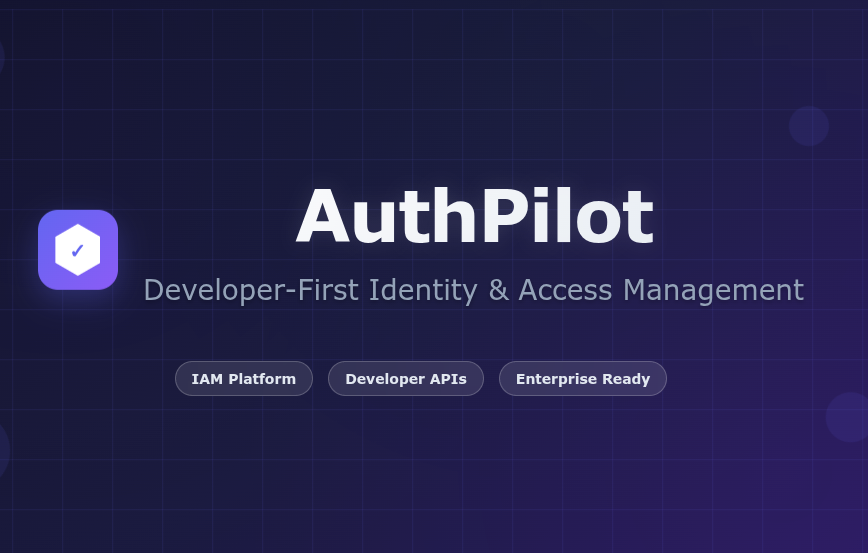 AuthPilot
Developer-First Identity & Access Management
IAM Platform
Developer APIs
Enterprise Ready